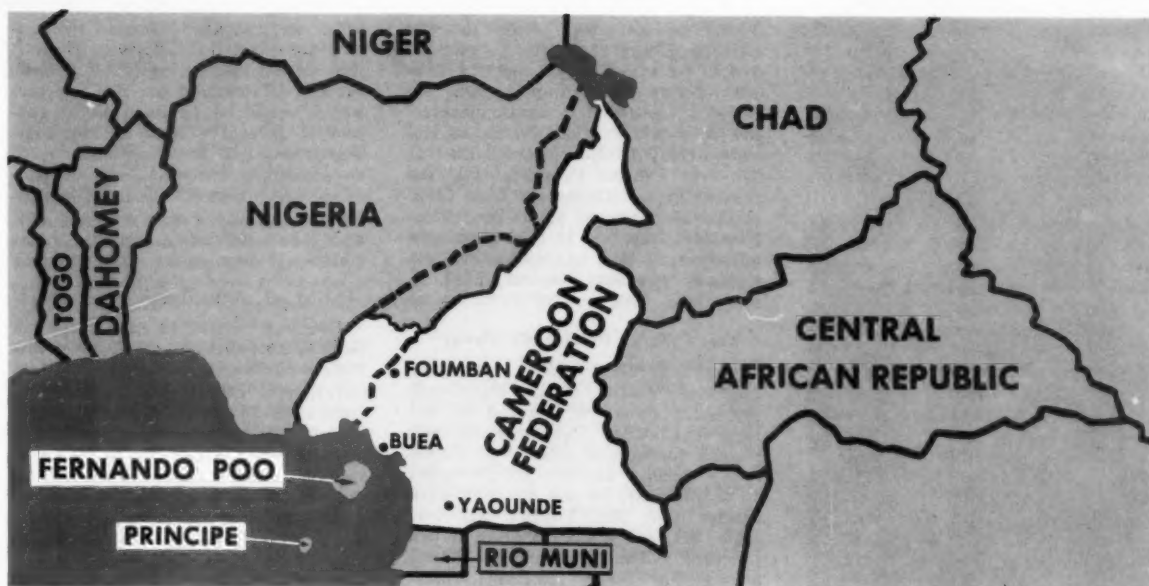 NIGER
CHAD
NIGERIA
TOGO
DAHOMEY
CAMEROON
FEDERATION
CENTRAL
AFRICAN REPUBLIC
FOUMBAN
BUEA
FERNANDO POO
YAOUNDE
PRINCIPE
RIO MUNI